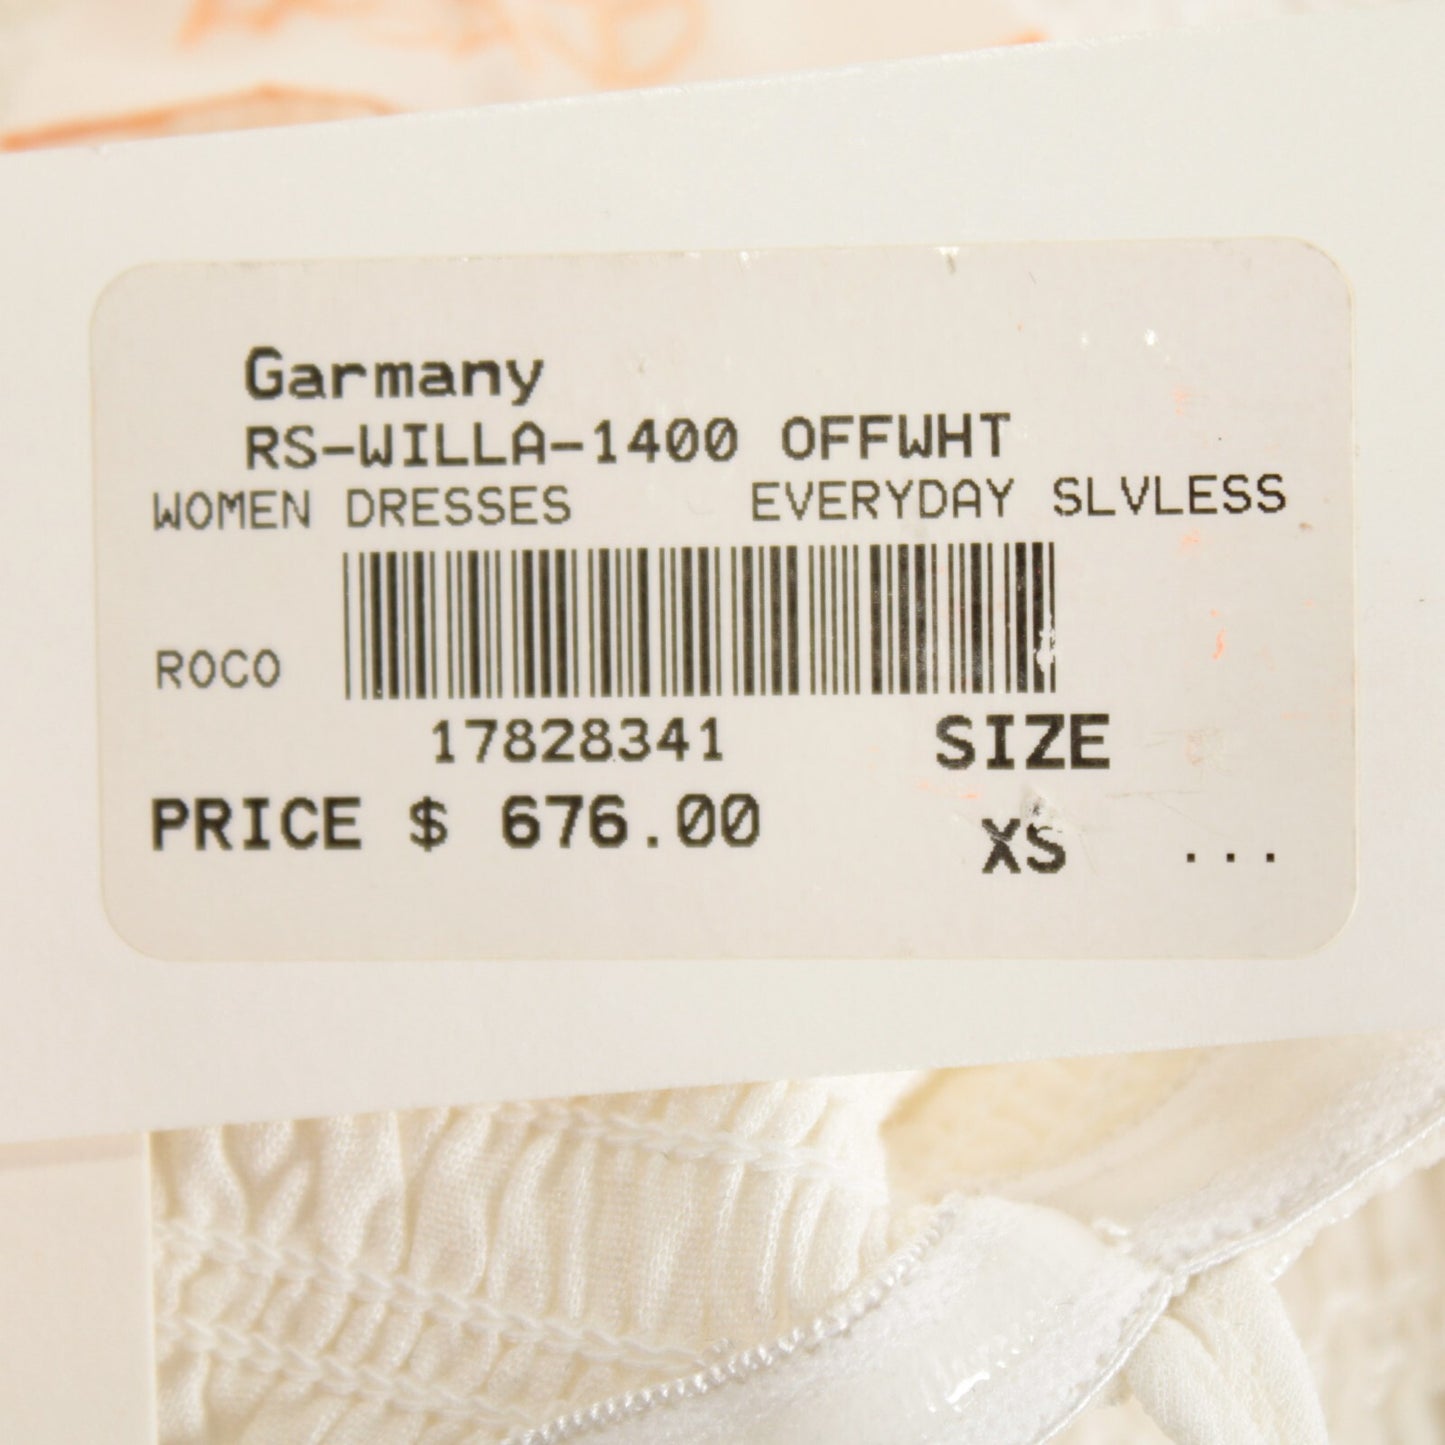 Garmany
RS-WILLA-1400 OFFWHT
WOMEN DRESSES EVERYDAY SLVLESS
ROCO
17828341 SIZE
PRICE $ 676.00 XS ...